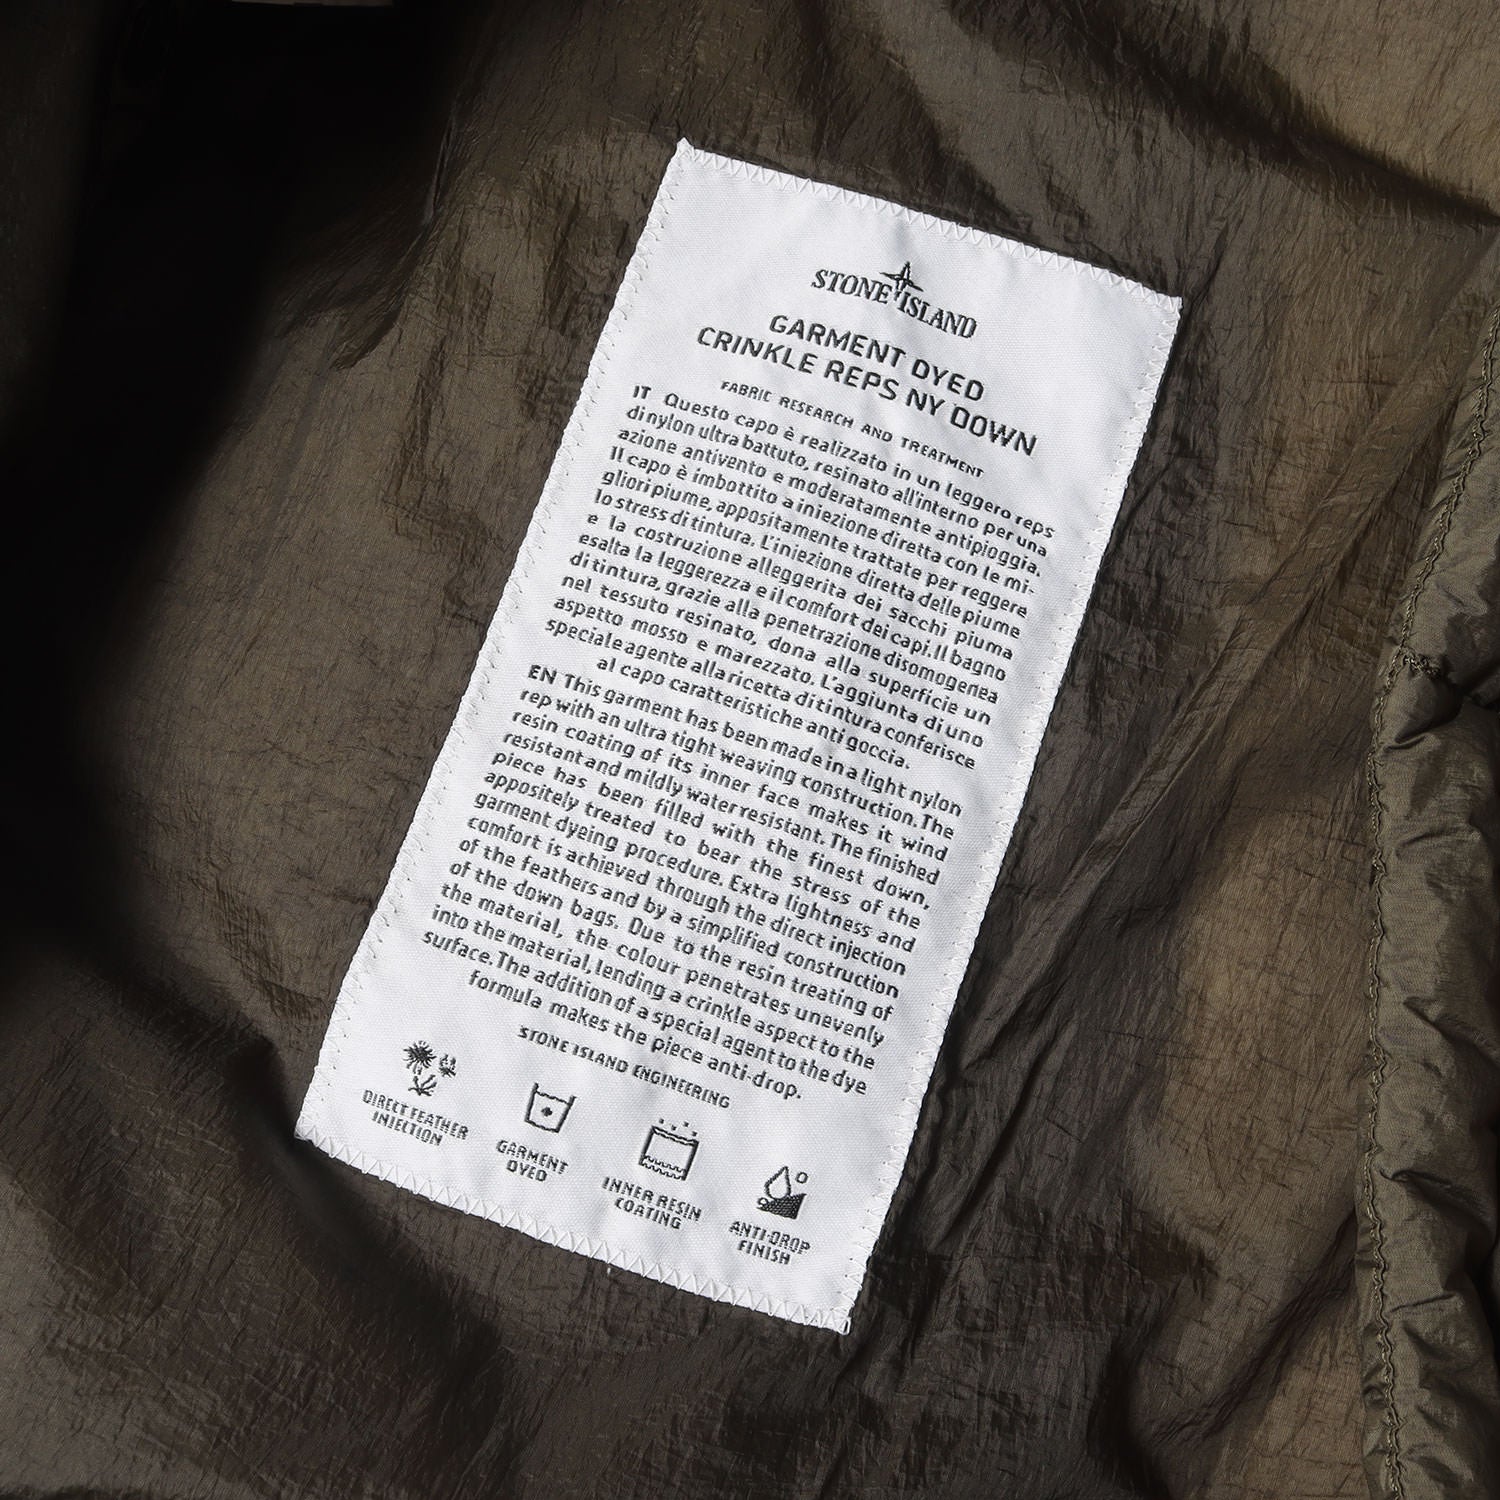 STONE ISLAND
GARMENT DYED
CRINKLE REPS NY DOWN
FABRIC RESEARCH AND TREATMENT
IT Questo capo è realizzato in un leggero reps
di nylon ultra battuto, resinato all'interno per una
azione antivento e moderatamente antipioggia.
Il capo è imbottito a iniezione diretta con le mi-
gliori piume, appositamente trattate per reggere
lo stress di tintura. L'iniezione diretta delle piume
e la costruzione alleggerita dei sacchi piuma
esalta la leggerezza e il comfort dei capi. Il bagno
di tintura, grazie alla penetrazione disomogenea
nel tessuto resinato, dona alla superficie un
aspetto mosso e marezzato. L'aggiunta di uno
speciale agente alla ricetta di tintura conferisce
al capo caratteristiche anti goccia.
EN This garment has been made in a light nylon
rep with an ultra tight weaving construction. The
resin coating of its inner face makes it wind
resistant and mildly water resistant. The finished
piece has been filled with the finest down,
appositely treated to bear the stress of the
garment dyeing procedure. Extra lightness and
comfort is achieved through the direct injection
of the feathers and by a simplified construction
of the down bags. Due to the resin treating of
the material, the colour penetrates unevenly
into the material, lending a crinkle aspect to the
surface. The addition of a special agent to the dye
formula makes the piece anti-drop.
STONE ISLAND ENGINEERING
DIRECT FEATHER
INJECTION
GARMENT
DYED
INNER RESIN
COATING
ANTI-DROP
FINISH